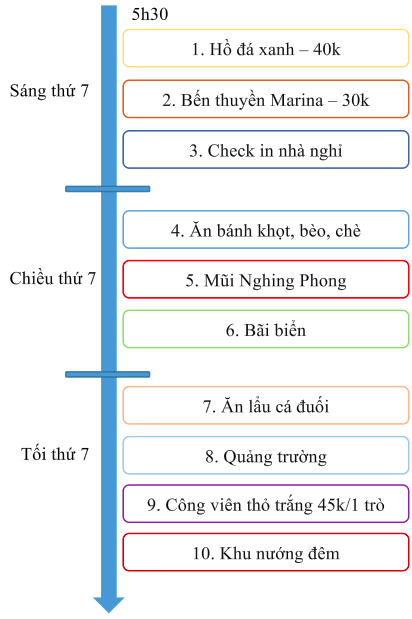 5h30
Sáng thứ 7
1. Hồ đá xanh – 40k
2. Bến thuyền Marina – 30k
3. Check in nhà nghỉ
Chiều thứ 7
4. Ăn bánh khọt, bèo, chè
5. Mũi Nghing Phong
6. Bãi biển
Tối thứ 7
7. Ăn lẩu cá đuối
8. Quảng trường
9. Công viên thỏ trắng 45k/1 trò
10. Khu nướng đêm